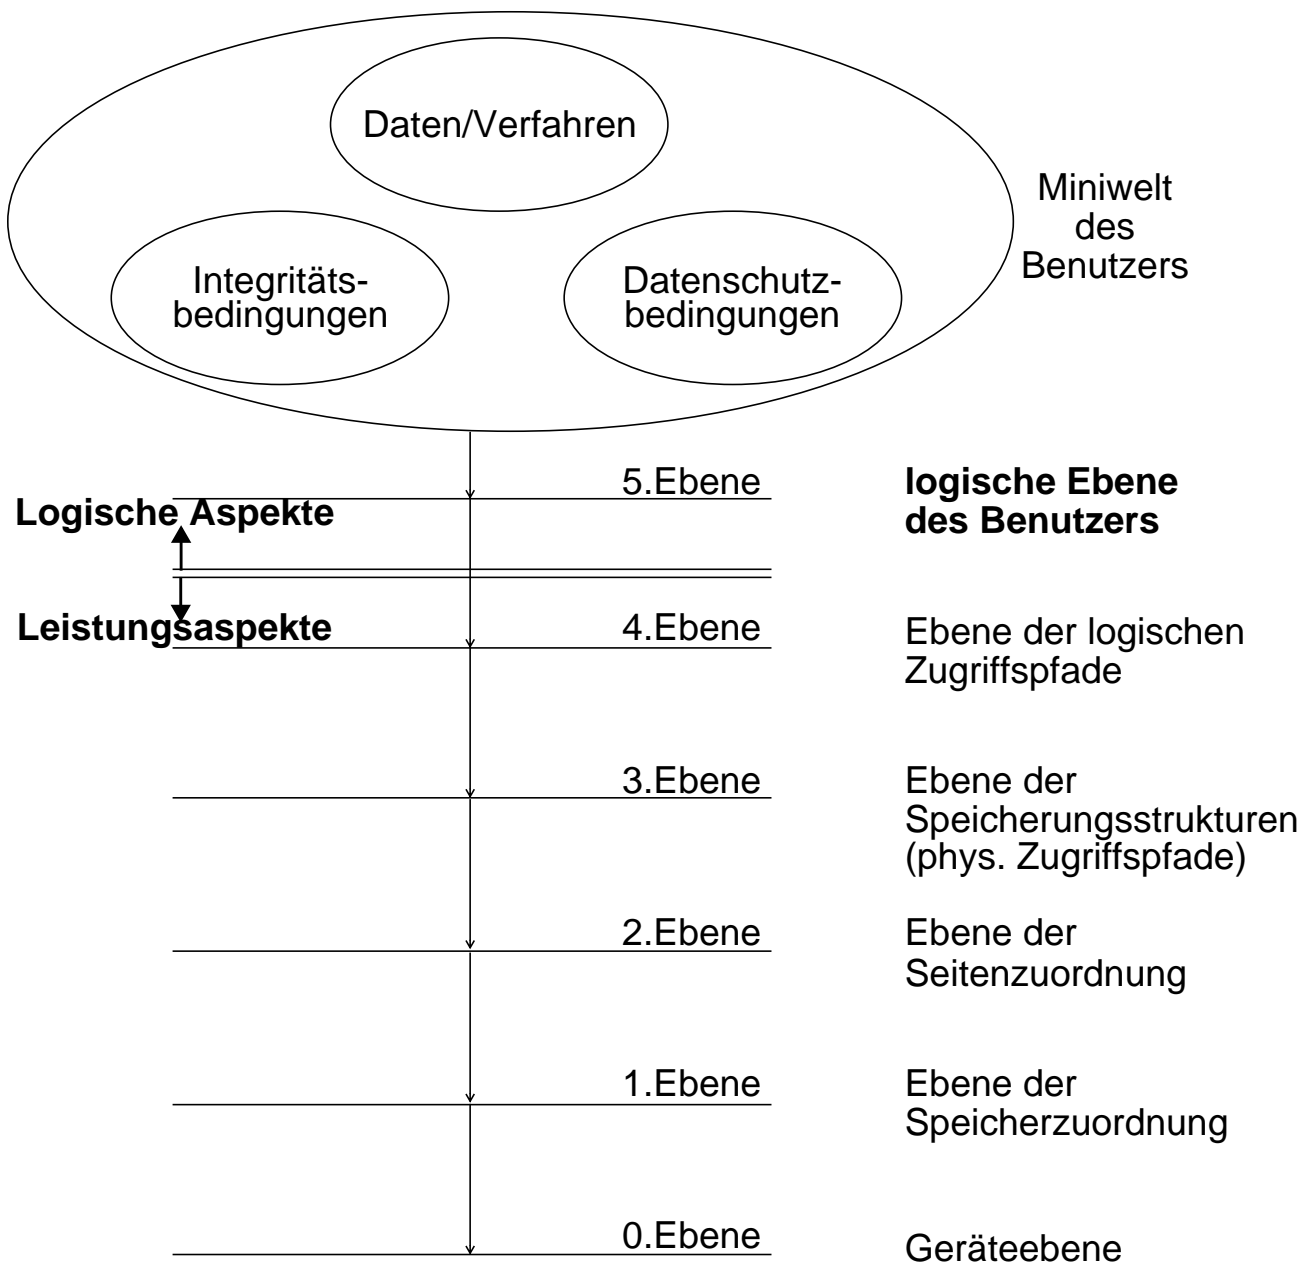 Daten/Verfahren
Miniwelt
des
Benutzers
Integritäts-
bedingungen
Datenschutz-
bedingungen
5.Ebene
logische Ebene
des Benutzers
Logische Aspekte
Leistungsaspekte
4.Ebene
Ebene der logischen
Zugriffspfade
3.Ebene
Ebene der
Speicherungsstrukturen
(phys. Zugriffspfade)
2.Ebene
Ebene der
Seitenzuordnung
1.Ebene
Ebene der
Speicherzuordnung
0.Ebene
Geräteebene